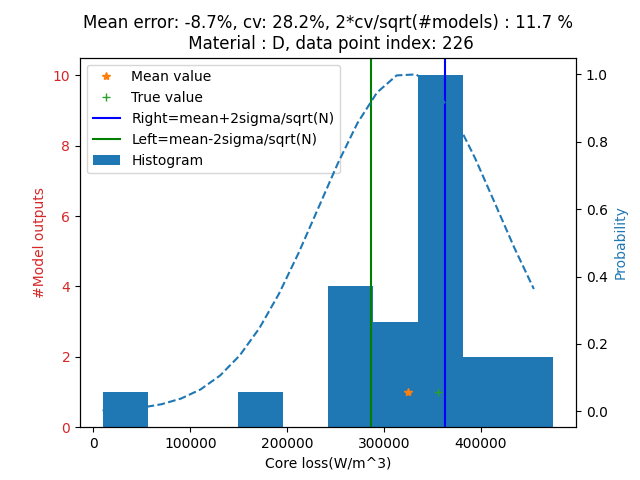 Mean error: -8.7%, cv: 28.2%, 2*cv/sqrt(#models) : 11.7 %
Material : D, data point index: 226
Mean value
True value
Right=mean+2sigma/sqrt(N)
Left=mean-2sigma/sqrt(N)
Histogram
#Model outputs
10
8
6
4
2
0
1.0
0.8
0.6
0.4
0.2
0.0
Probability
0
100000
200000
300000
400000
Core loss(W/m^3)